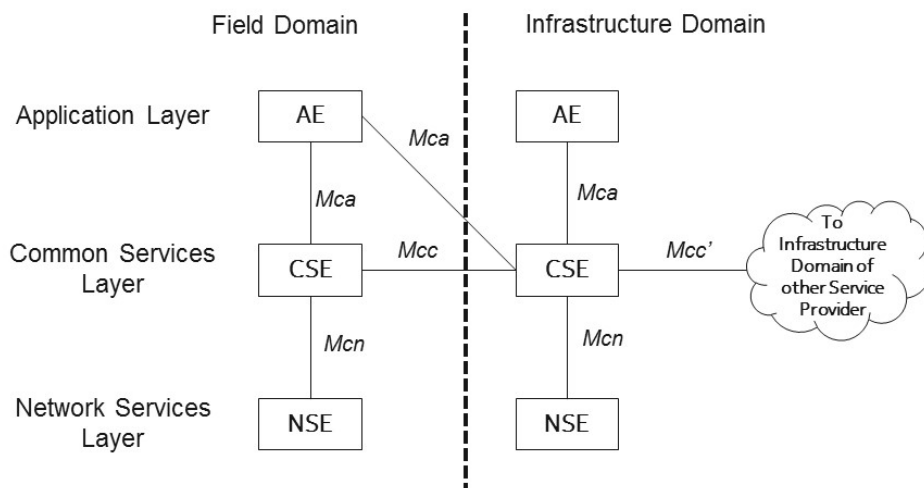 Field Domain
Infrastructure Domain
Application Layer
AE
AE
Mca
Mca
Mca
Common Services
Layer
CSE
Mcc
CSE
Mcc’
To
Infrastructure
Domain of
other Service
Provider
Mcn
Mcn
Network Services
Layer
NSE
NSE